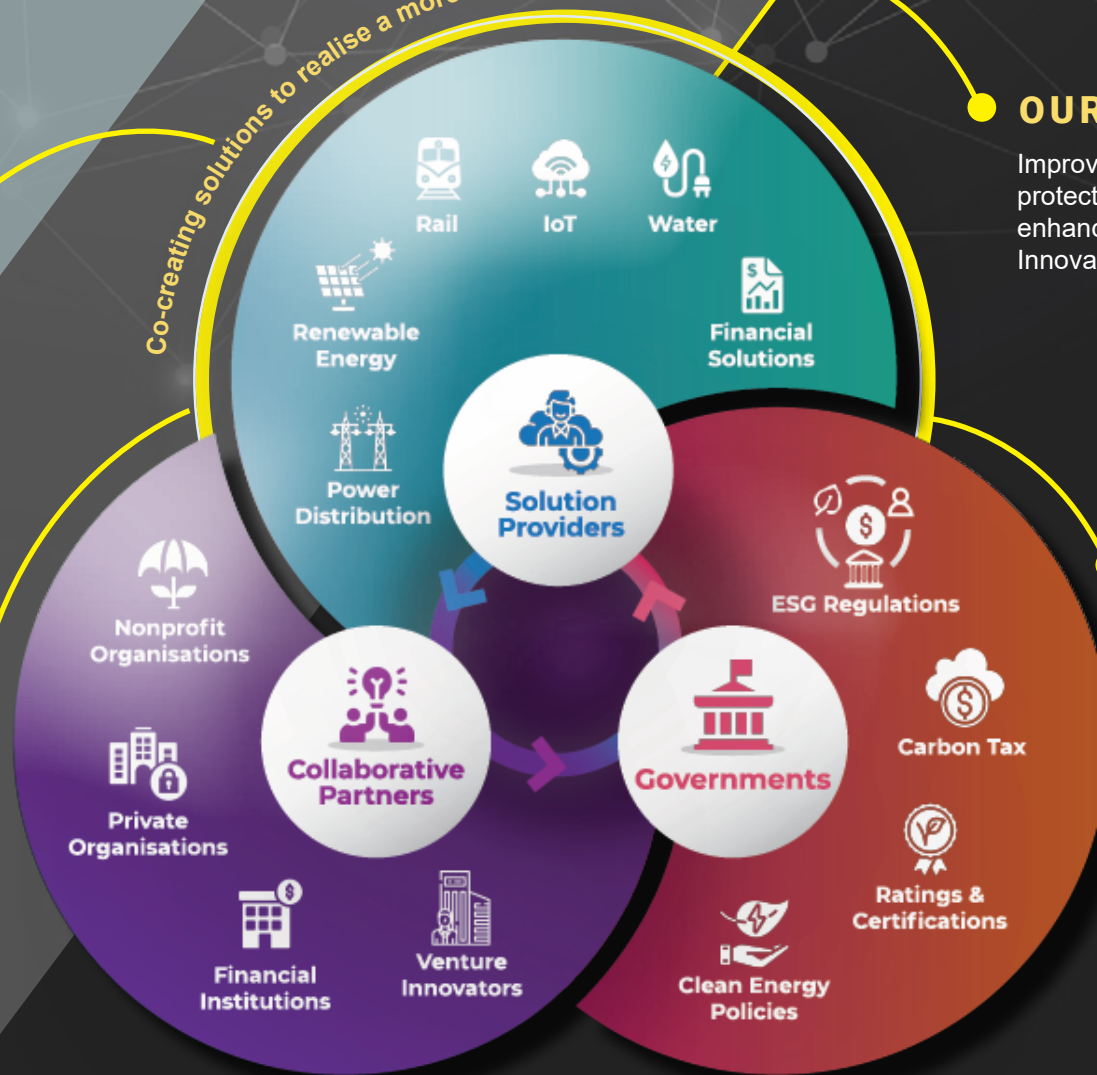 Co-creating solutions to realise a more
OUR
Improv
protect
enhanc
Innova
Rail
IoT
Water
Renewable
Energy
Financial
Solutions
Power
Distribution
Solution
Providers
Nonprofit
Organisations
ESG Regulations
Private
Organisations
Collaborative
Partners
Governments
Carbon Tax
Financial
Institutions
Venture
Innovators
Ratings &
Certifications
Clean Energy
Policies